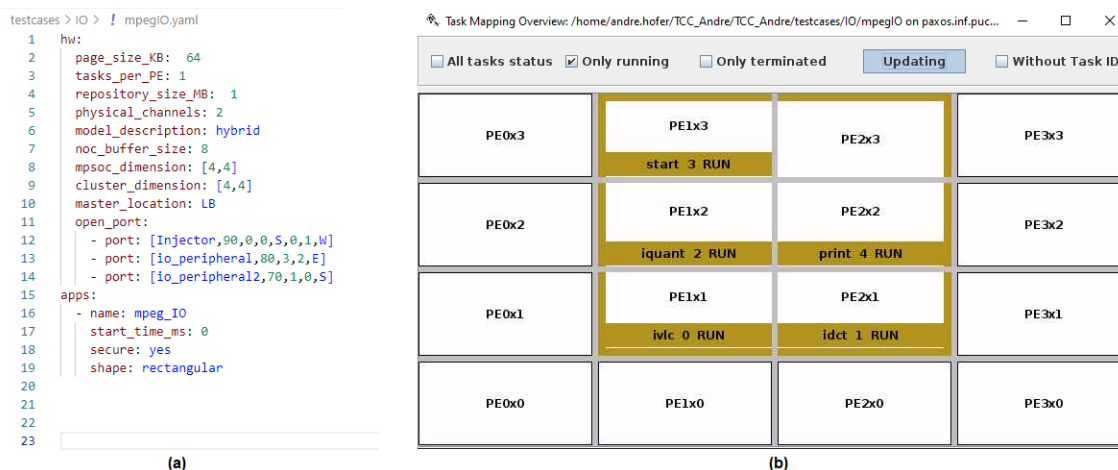 testcases > IO > ! mpegIO.yaml
1 hw:
2 page_size_KB: 64
3 tasks_per_PE: 1
4 repository_size_MB: 1
5 physical_channels: 2
6 model_description: hybrid
7 noc_buffer_size: 8
8 mpsoc_dimension: [4,4]
9 cluster_dimension: [4,4]
10 master_location: LB
11 open_port:
12 - port: [Injector,90,0,0,S,0,1,W]
13 - port: [io_peripheral,80,3,2,E]
14 - port: [io_peripheral2,70,1,0,S]
15 apps:
16 - name: mpeg_IO
17 start_time_ms: 0
18 secure: yes
19 shape: rectangular
20
21
22
23
(a)
Task Mapping Overview: /home/andre.hofer/TCC_Andre/TCC_Andre/testcases/IO/mpegIO on paxos.inf.puc...
All tasks status Only running Only terminated Updating Without Task ID
PE0x3 PE1x3 PE2x3 PE3x3
start 3 RUN
PE0x2 PE1x2 PE2x2 PE3x2
iquant 2 RUN print 4 RUN
PE0x1 PE1x1 PE2x1 PE3x1
ivlc 0 RUN idct 1 RUN
PE0x0 PE1x0 PE2x0 PE3x0
(b)